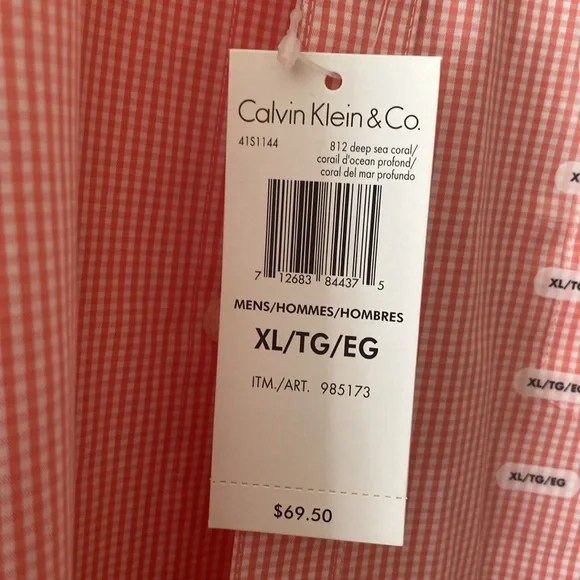 Calvin Klein & Co.
41S1144
812 deep sea coral/
corail d'ocean profond/
coral del mar profundo
7 12683 84437 5
MENS/HOMMES/HOMBRES
XL/TG/EG
ITM./ART. 985173
$69.50
X
XL/TG
XL/TG/EG
XL/TG/EG